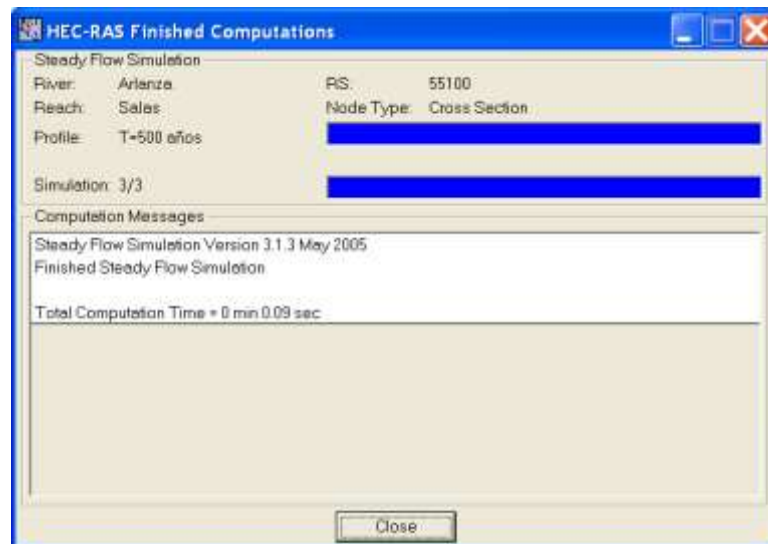 HEC-RAS Finished Computations
Steady Flow Simulation
River: Arlanza RS: 55100
Reach: Salas Node Type: Cross Section
Profile: T=500 años
Simulation: 3/3
Computation Messages
Steady Flow Simulation Version 3.1.3 May 2005
Finished Steady Flow Simulation
Total Computation Time = 0 min 0.09 sec
Close